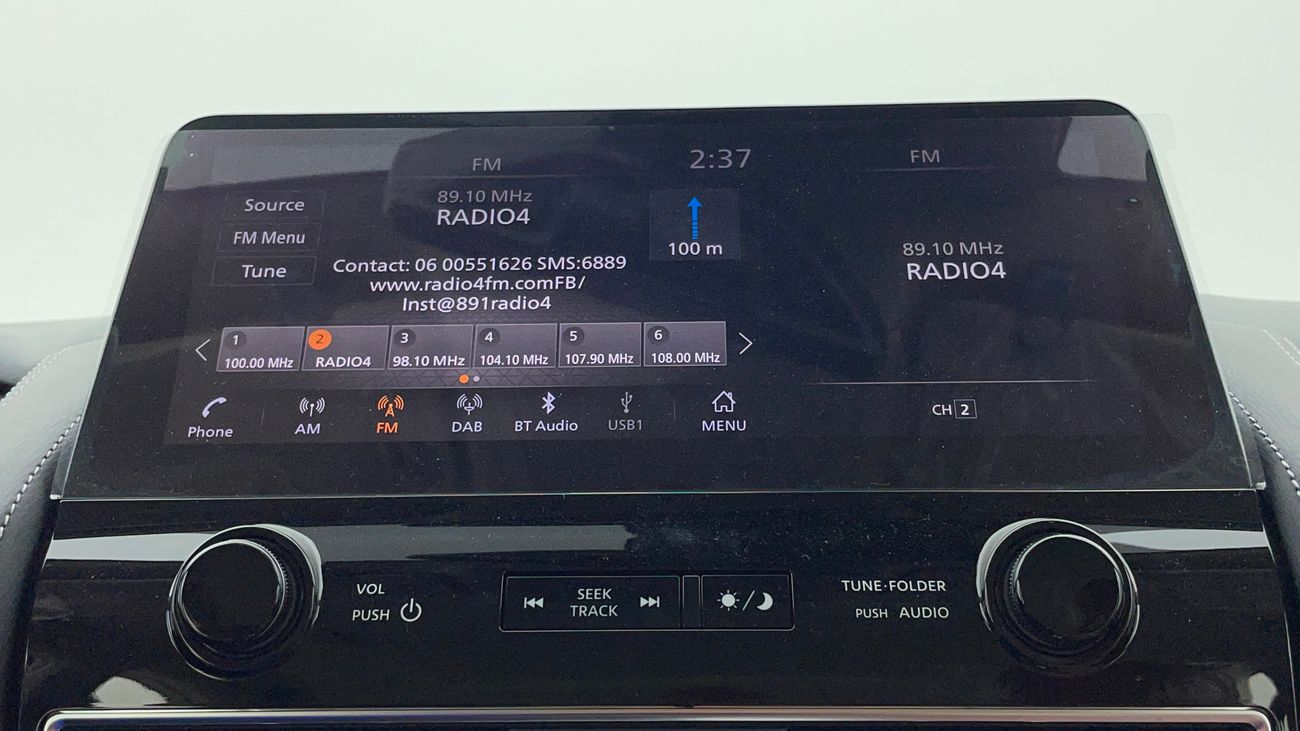 FM
2:37
FM
89.10 MHz
RADIO4
Source
FM Menu
Tune
Contact: 06 00551626 SMS:6889
www.radio4fm.comFB/
Inst@891radio4
100 m
89.10 MHz
RADIO4
1
100.00 MHz
2
RADIO4
3
98.10 MHz
4
104.10 MHz
5
107.90 MHz
6
108.00 MHz
Phone
AM
FM
DAB
BT Audio
USB1
MENU
CH 2
VOL
PUSH
SEEK
TRACK
TUNE·FOLDER
PUSH AUDIO